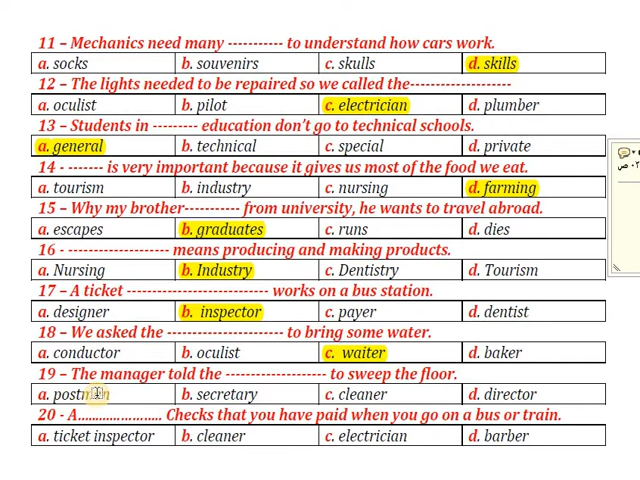 11 – Mechanics need many ----------- to understand how cars work.
a. socks b. souvenirs c. skulls d. skills
12 – The lights needed to be repaired so we called the--------------------
a. oculist b. pilot c. electrician d. plumber
13 – Students in --------- education don't go to technical schools.
a. general b. technical c. special d. private
14 - -------- is very important because it gives us most of the food we eat.
a. tourism b. industry c. nursing d. farming
15 – Why my brother----------- from university, he wants to travel abroad.
a. escapes b. graduates c. runs d. dies
16 - -------------------- means producing and making products.
a. Nursing b. Industry c. Dentistry d. Tourism
17 – A ticket ---------------------------- works on a bus station.
a. designer b. inspector c. payer d. dentist
18 – We asked the ----------------------- to bring some water.
a. conductor b. oculist c. waiter d. baker
19 – The manager told the -------------------- to sweep the floor.
a. postman b. secretary c. cleaner d. director
20 - A........................ Checks that you have paid when you go on a bus or train.
a. ticket inspector b. cleaner c. electrician d. barber